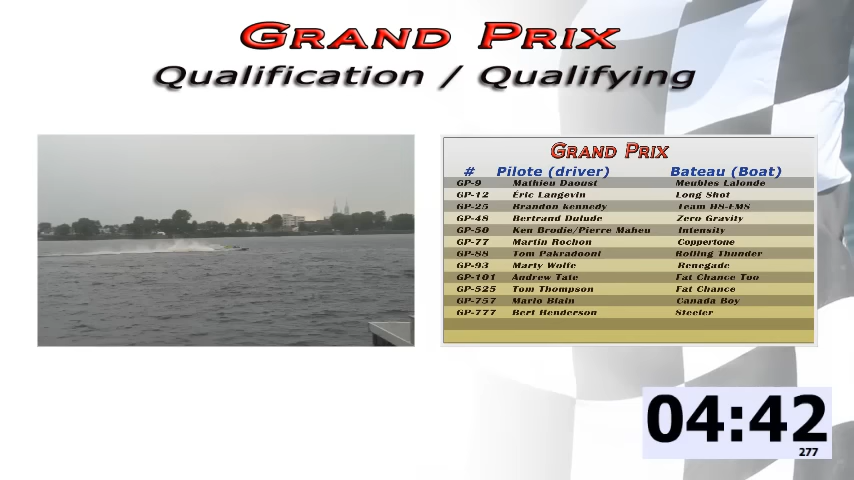 Grand Prix
Qualification / Qualifying
Grand Prix
# Pilote (driver) Bateau (Boat)
GP-9 Mathieu Daoust Meubles Lalonde
GP-12 Éric Langevin Long Shot
GP-25 Brandon Kennedy Team H8-EMS
GP-48 Bertrand Dulude Zero Gravity
GP-50 Ken Brodie/Pierre Maheu Intensity
GP-77 Martin Rochon Coppertone
GP-88 Tom Pakradooni Rolling Thunder
GP-93 Marty Wolfe Renegade
GP-101 Andrew Tate Fat Chance Too
GP-525 Tom Thompson Fat Chance
GP-757 Mario Blain Canada Boy
GP-777 Bert Henderson Steeler
04:42
277